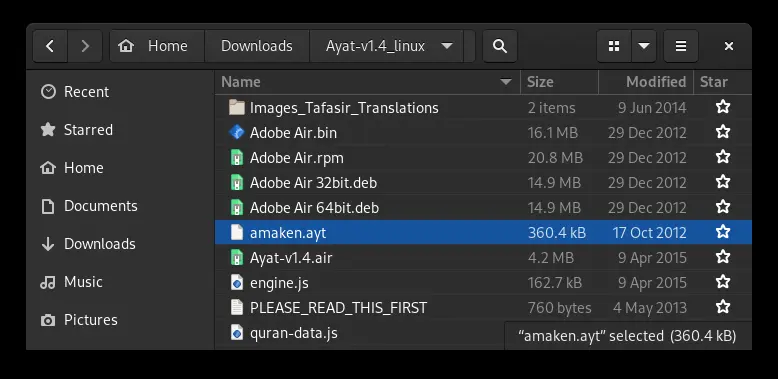 Home Downloads Ayat-v1.4_linux
Name Size Modified Star
Recent
Starred
Home
Documents
Downloads
Music
Pictures
Images_Tafasir_Translations 2 items 9 Jun 2014
Adobe Air.bin 16.1 MB 29 Dec 2012
Adobe Air.rpm 20.8 MB 29 Dec 2012
Adobe Air 32bit.deb 14.9 MB 29 Dec 2012
Adobe Air 64bit.deb 14.9 MB 29 Dec 2012
amaken.ayt 360.4 kB 17 Oct 2012
Ayat-v1.4.air 4.2 MB 9 Apr 2015
engine.js 162.7 kB 9 Apr 2015
PLEASE_READ_THIS_FIRST 760 bytes 4 May 2013
quran-data.js
“amaken.ayt” selected (360.4 kB)